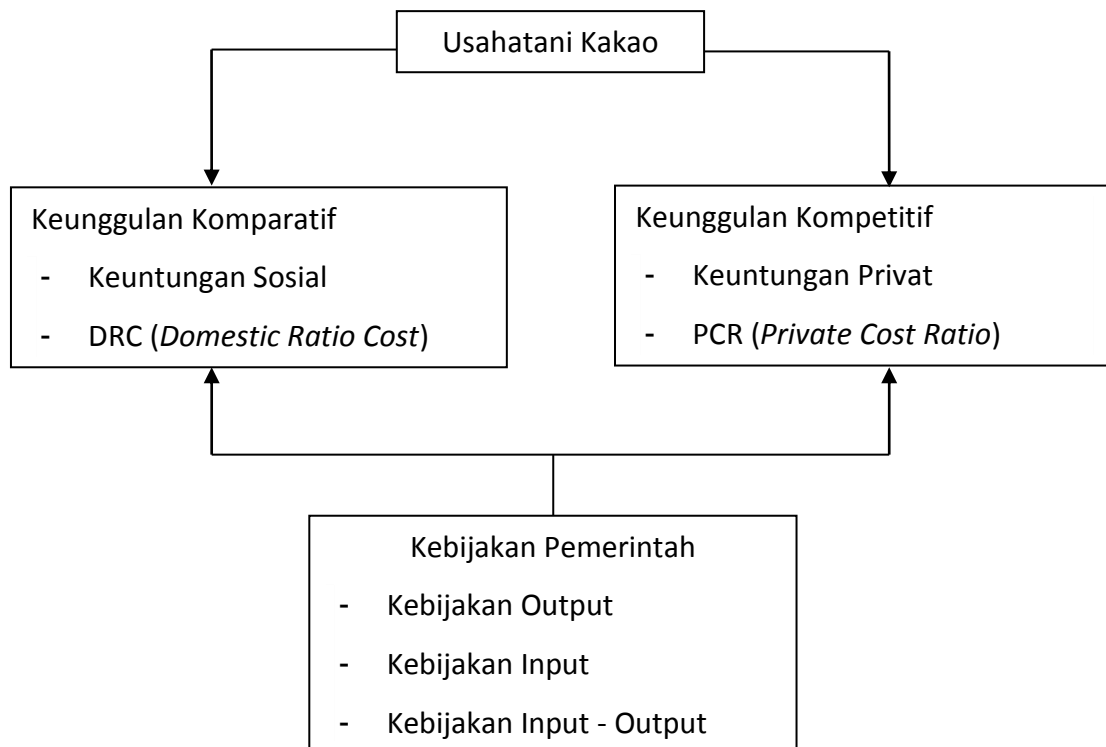 Usahatani Kakao
Keunggulan Komparatif
- Keuntungan Sosial
- DRC (Domestic Ratio Cost)
Keunggulan Kompetitif
- Keuntungan Privat
- PCR (Private Cost Ratio)
Kebijakan Pemerintah
- Kebijakan Output
- Kebijakan Input
- Kebijakan Input - Output